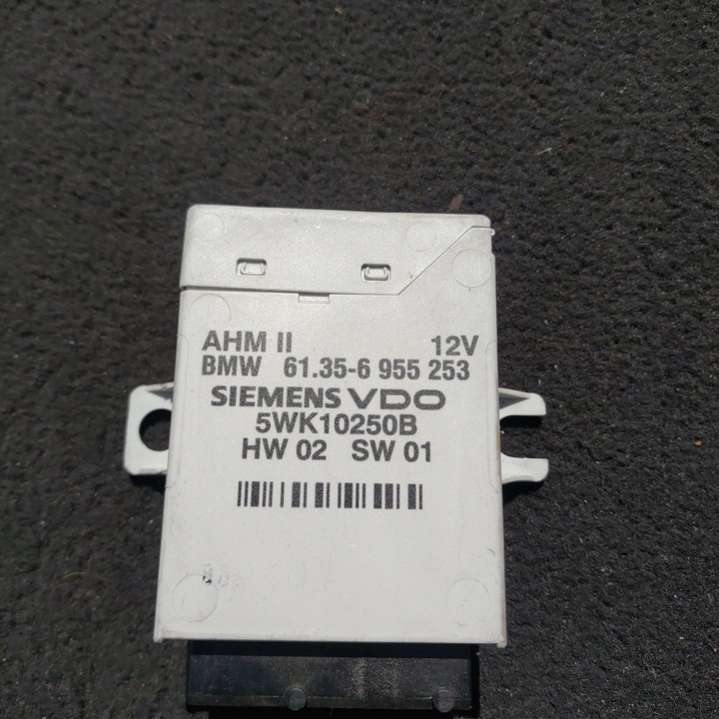 AHM II 12V
BMW 61.35-6 955 253
SIEMENS VDO
5WK10250B
HW 02 SW 01